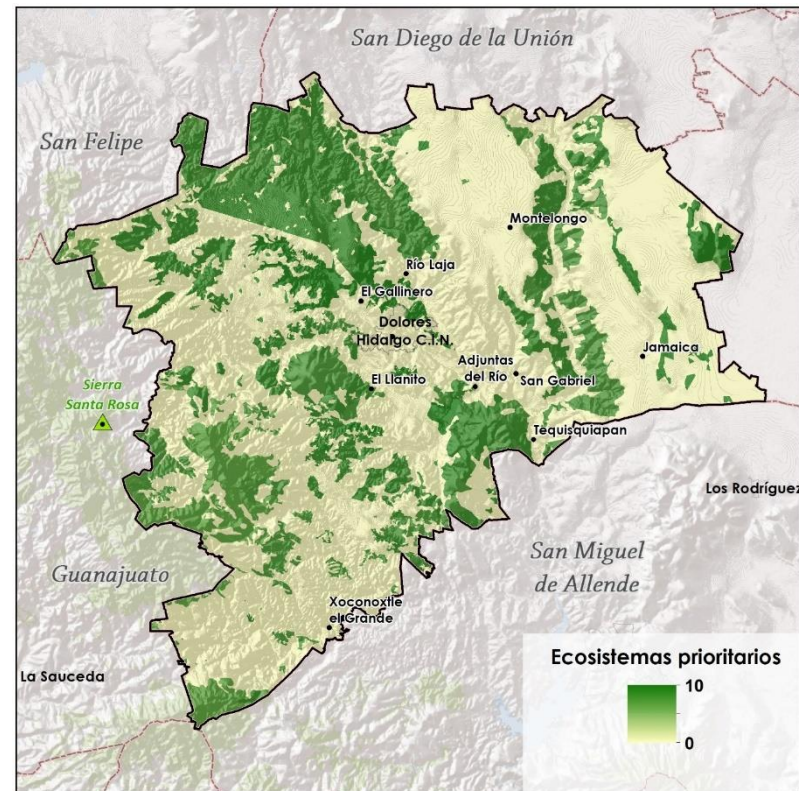 San Diego de la Unión
San Felipe
Montelongo
Río Laja
El Gallinero
Dolores
Hidalgo C.I.N.
Jamaica
Adjuntas
del Río
San Gabriel
El Llanito
Sierra
Santa Rosa
Tequisquiapan
Los Rodríguez
San Miguel
de Allende
Guanajuato
Xoconoxtle
el Grande
La Sauceda
Ecosistemas prioritarios
10
0